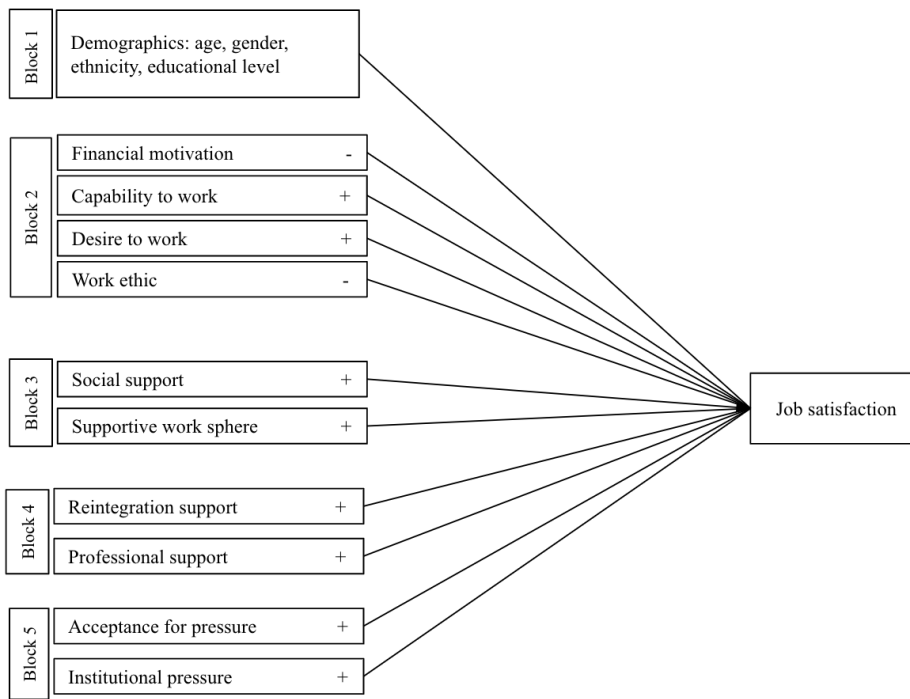 Block 1
Demographics: age, gender,
ethnicity, educational level
Block 2
Financial motivation -
Capability to work +
Desire to work +
Work ethic -
Block 3
Social support +
Supportive work sphere +
Job satisfaction
Block 4
Reintegration support +
Professional support +
Block 5
Acceptance for pressure +
Institutional pressure +